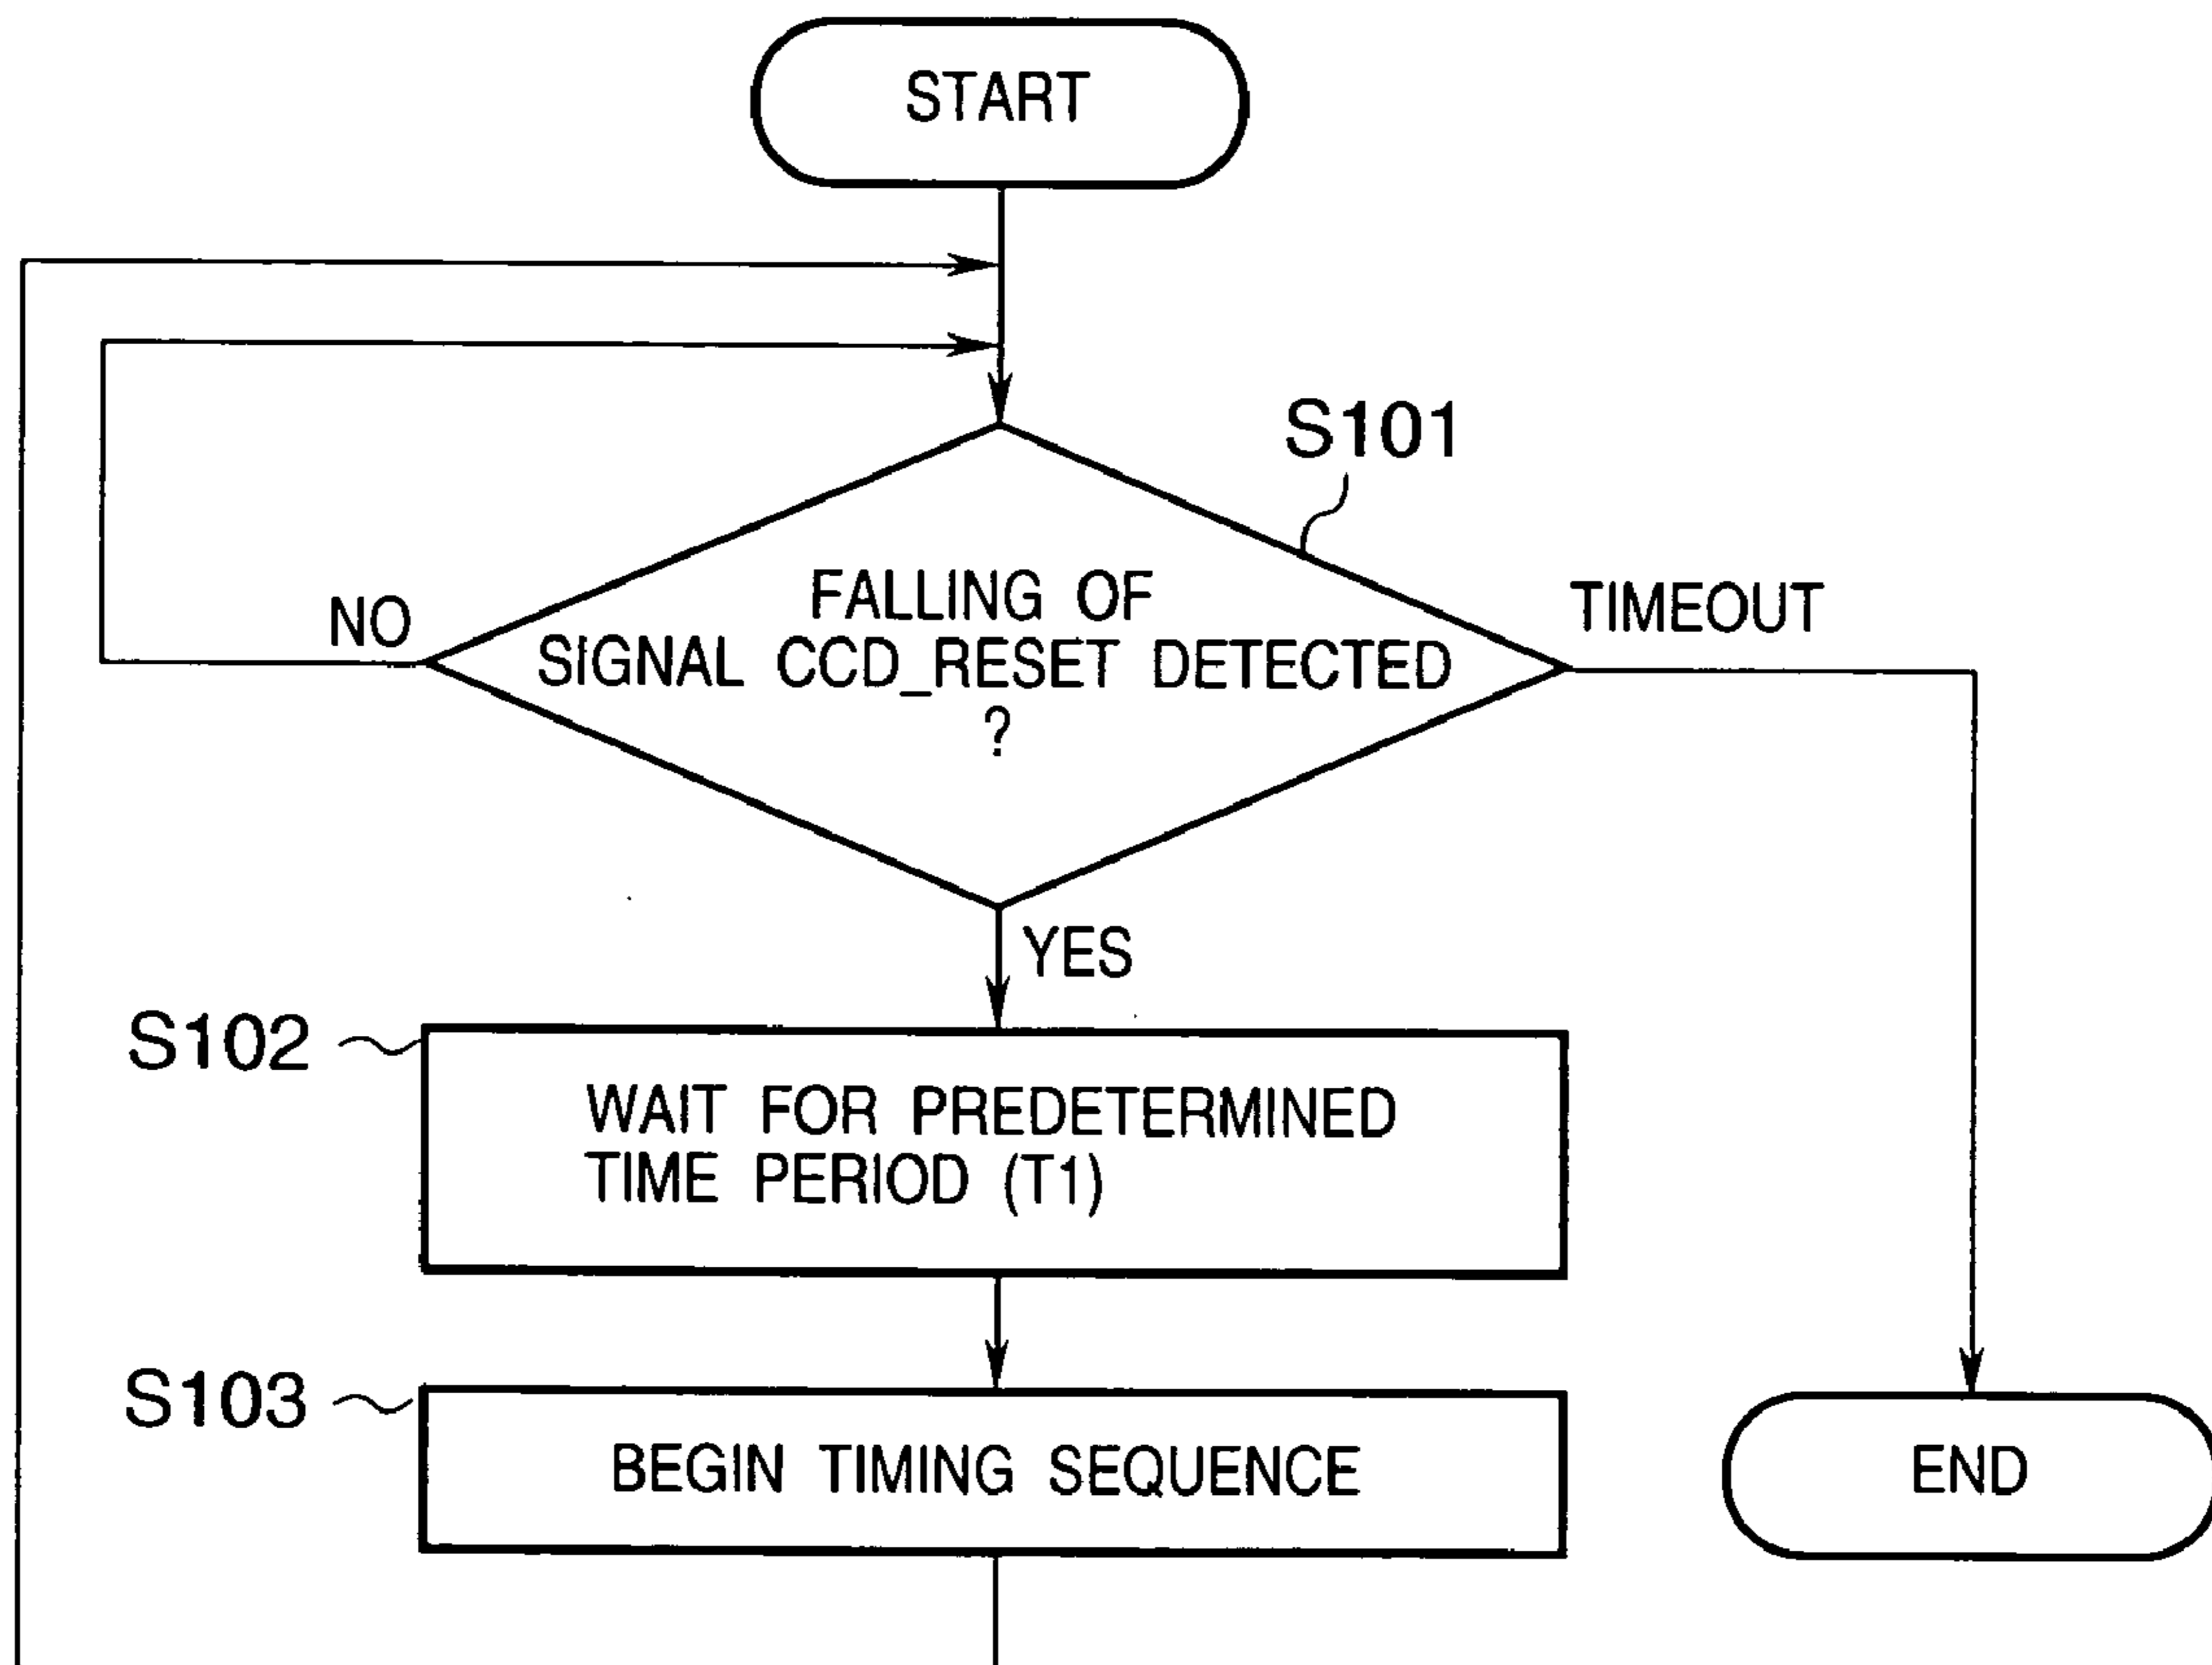 START
S101
FALLING OF
SIGNAL CCD_RESET DETECTED
?
NO
TIMEOUT
YES
S102
WAIT FOR PREDETERMINED
TIME PERIOD (T1)
S103
BEGIN TIMING SEQUENCE
END